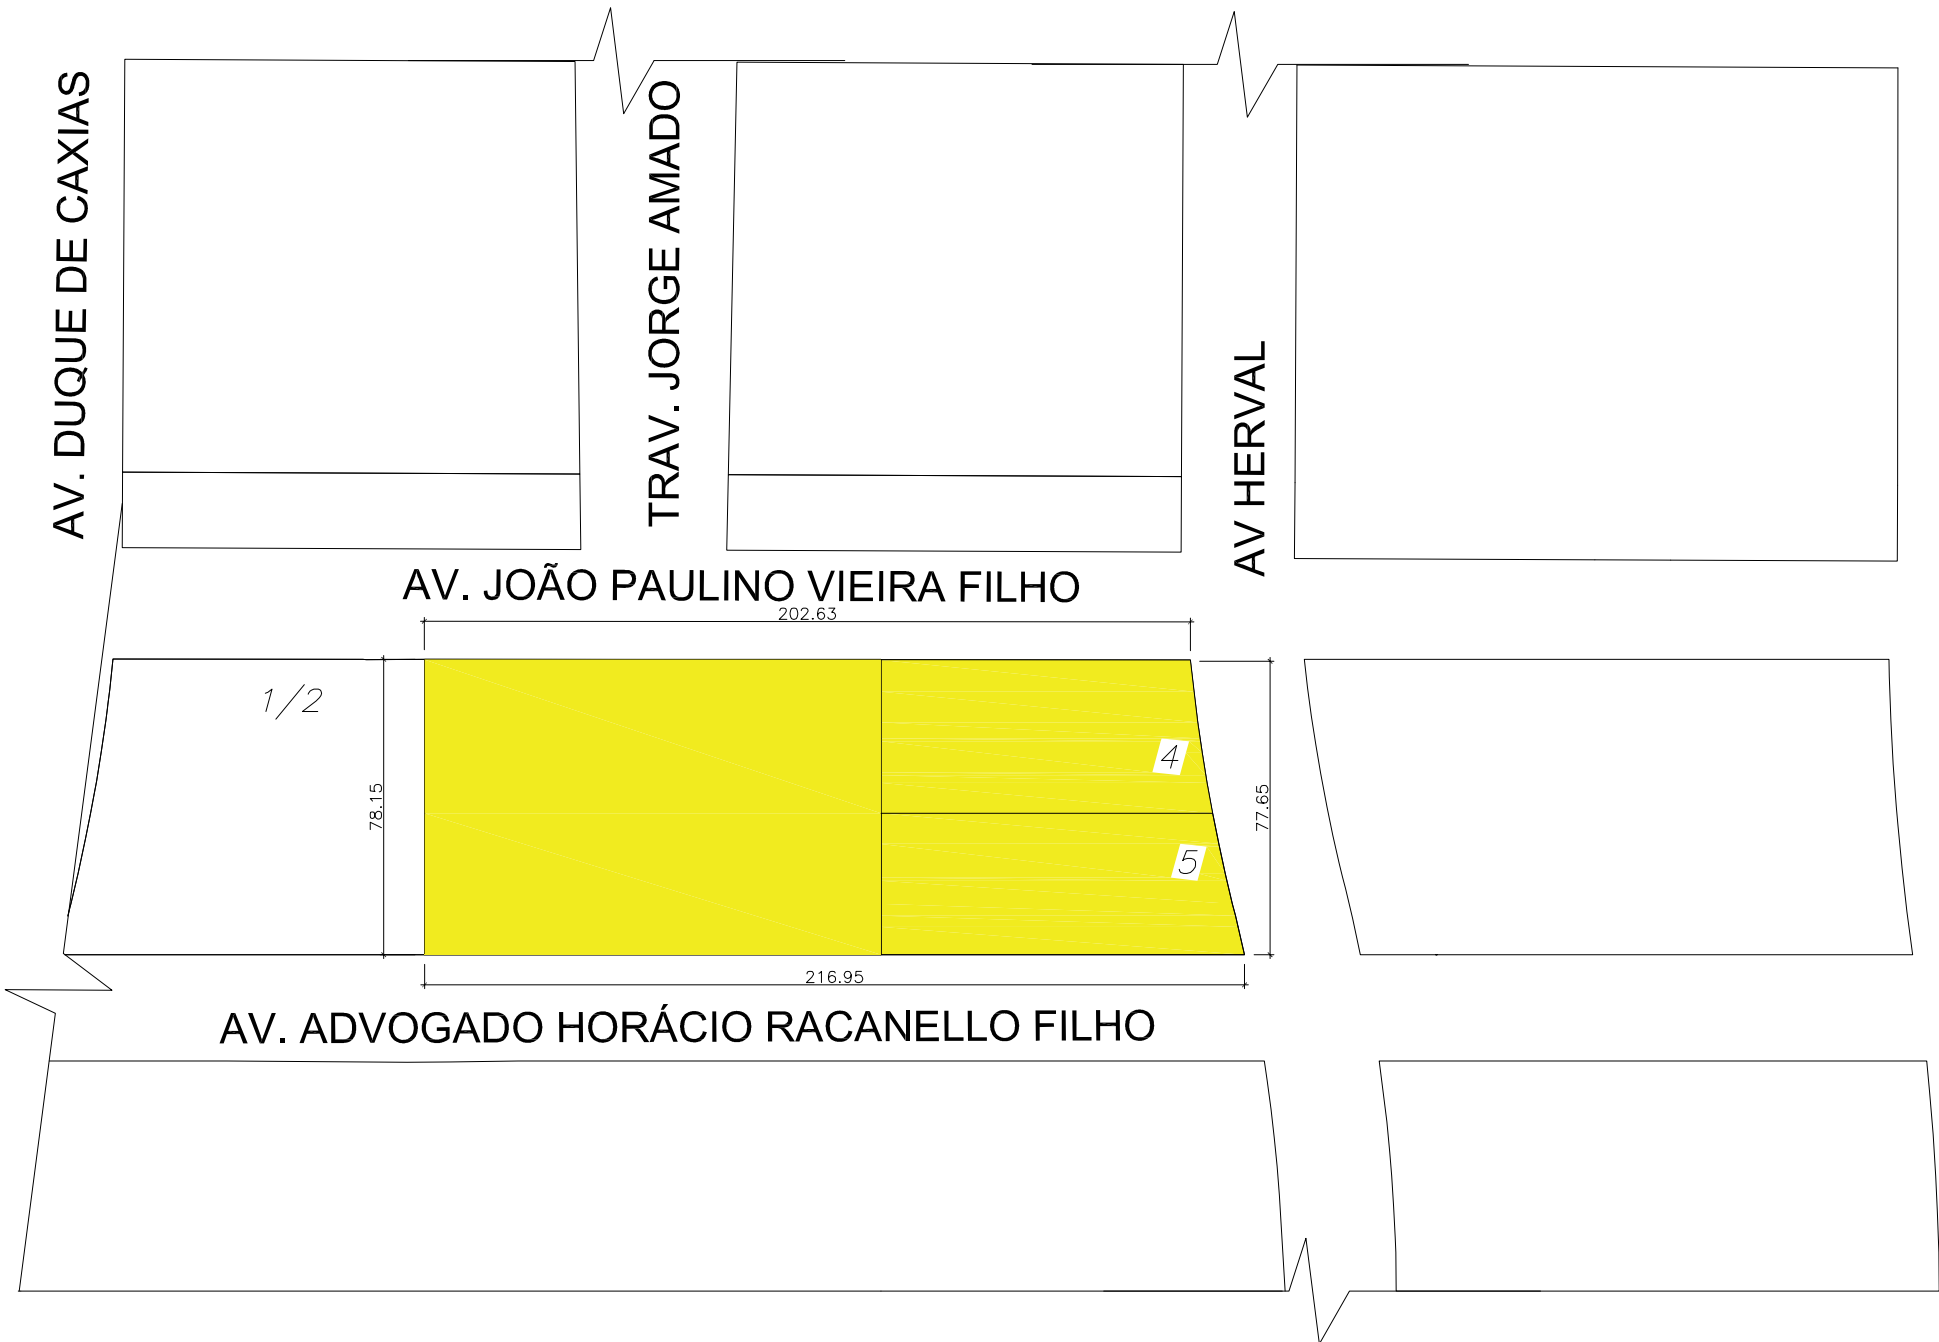 AV. DUQUE DE CAXIAS
TRAV. JORGE AMADO
AV HERVAL
AV. JOÃO PAULINO VIEIRA FILHO
202.63
1/2
78.15
4
5
77.65
216.95
AV. ADVOGADO HORÁCIO RACANELLO FILHO